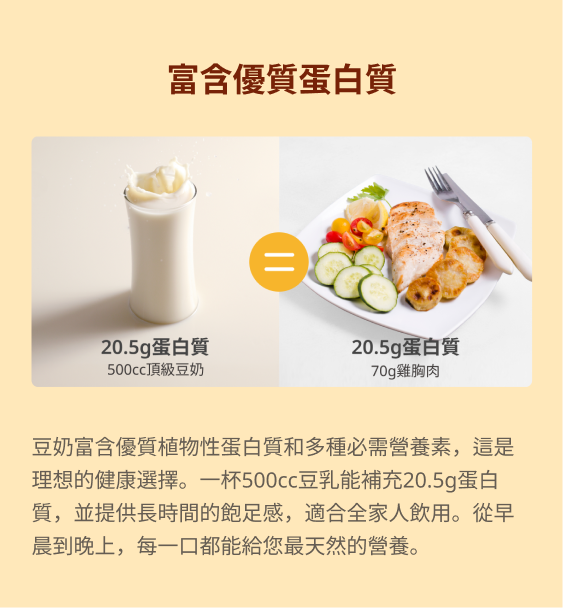 富含優質蛋白質
20.5g蛋白質
500cc頂級豆奶
20.5g蛋白質
70g雞胸肉
豆奶富含優質植物性蛋白質和多種必需營養素，這是
理想的健康選擇。一杯500cc豆乳能補充20.5g蛋白
質，並提供長時間的飽足感，適合全家人飲用。從早
晨到晚上，每一口都能給您最天然的營養。